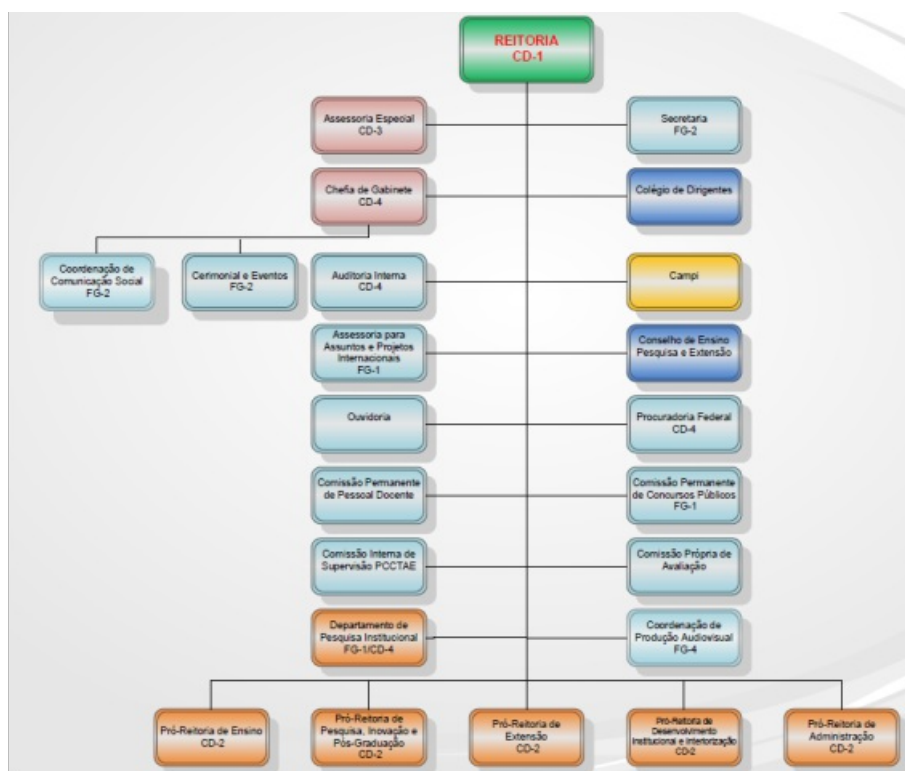 REITORIA
CD-1
Assessoria Especial
CD-3
Secretaria
FG-2
Chefia de Gabinete
CD-4
Colégio de Dirigentes
Coordenação de
Comunicação Social
FG-2
Cerimonial e Eventos
FG-2
Auditoria Interna
CD-4
Campi
Assessoria para
Assuntos e Projetos
Internacionais
FG-1
Conselho de Ensino
Pesquisa e Extensão
Ouvidoria
Procuradoria Federal
CD-4
Comissão Permanente
de Pessoal Docente
Comissão Permanente
de Concursos Públicos
FG-1
Comissão Interna de
Supervisão PCCTAE
Comissão Própria de
Avaliação
Departamento de
Pesquisa Institucional
FG-1/CD-4
Coordenação de
Produção Audiovisual
FG-4
Pró-Reitoria de Ensino
CD-2
Pró-Reitoria de
Pesquisa, Inovação e
Pós-Graduação
CD-2
Pró-Reitoria de
Extensão
CD-2
Pró-Reitoria de
Desenvolvimento
Institucional e Interiorização
CD-2
Pró-Reitoria de
Administração
CD-2